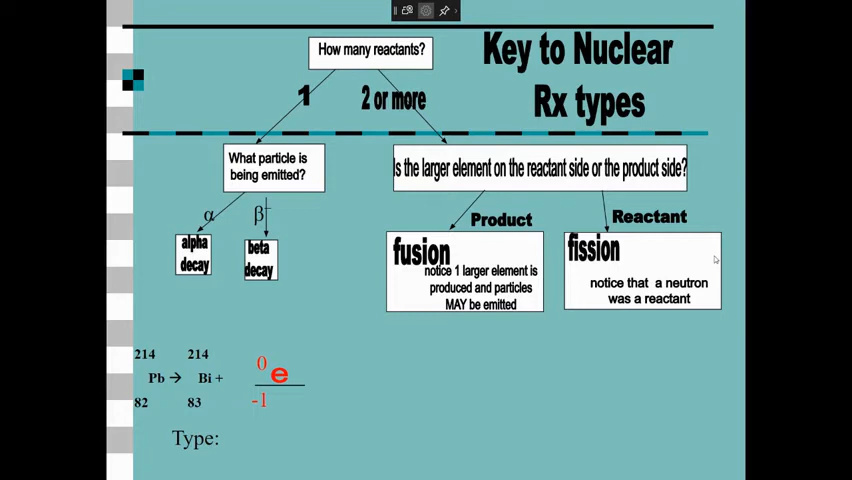 How many reactants?
Key to Nuclear
Rx types
1
2 or more
What particle is
being emitted?
Is the larger element on the reactant side or the product side?
α
β⁻
Product
Reactant
alpha
decay
beta
decay
fusion
notice 1 larger element is
produced and particles
MAY be emitted
fission
notice that a neutron
was a reactant
214 214 0
Pb → Bi + e
82 83 -1
Type: